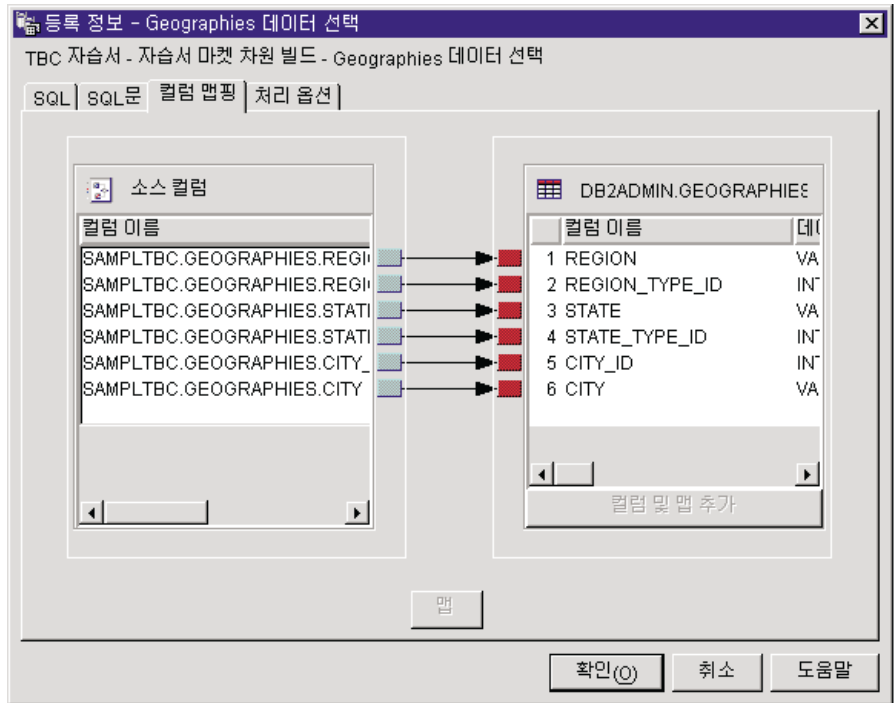 등록 정보 - Geographies 데이터 선택
TBC 자습서 - 자습서 마켓 차원 빌드 - Geographies 데이터 선택
SQL SQL문 컬럼 맵핑 처리 옵션
소스 컬럼
컬럼 이름
SAMPLTBC.GEOGRAPHIES.REGI
SAMPLTBC.GEOGRAPHIES.REGI
SAMPLTBC.GEOGRAPHIES.STATI
SAMPLTBC.GEOGRAPHIES.STATI
SAMPLTBC.GEOGRAPHIES.CITY_
SAMPLTBC.GEOGRAPHIES.CITY
DB2ADMIN.GEOGRAPHIES
컬럼 이름
1 REGION VA
2 REGION_TYPE_ID INT
3 STATE VA
4 STATE_TYPE_ID INT
5 CITY_ID INT
6 CITY VA
컬럼 및 맵 추가
맵
확인(O) 취소 도움말